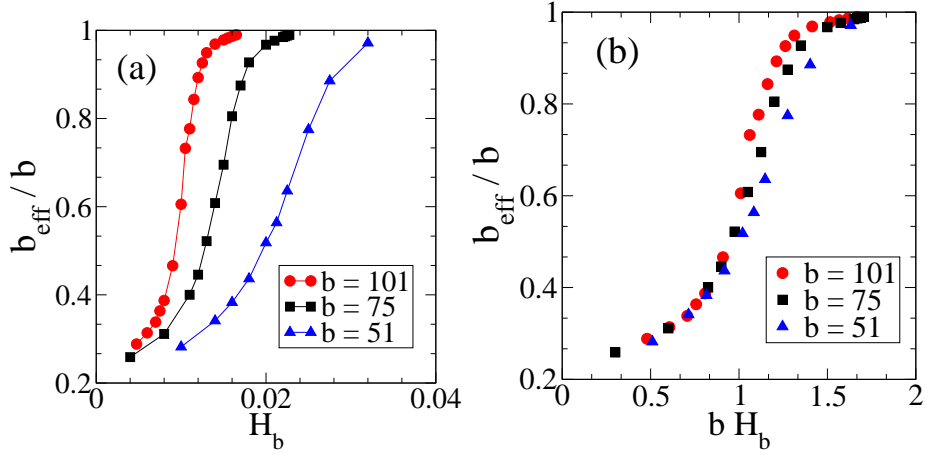 (a)
b_eff / b
1
0.8
0.6
0.4
0.2
0
0.02
0.04
H_b
b = 101
b = 75
b = 51
(b)
b_eff / b
1
0.8
0.6
0.4
0.2
0
0.5
1
1.5
2
b H_b
b = 101
b = 75
b = 51